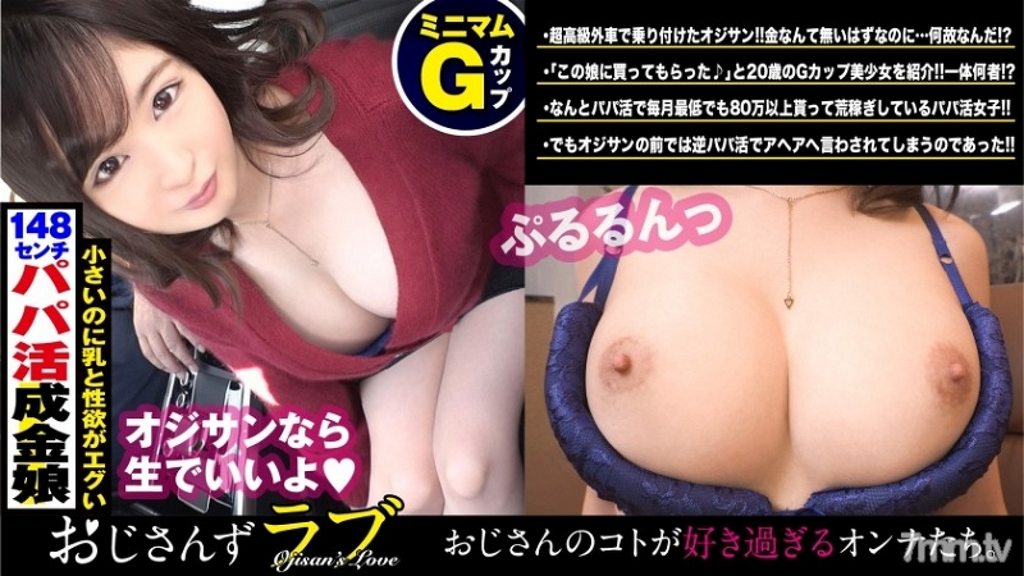 ミニマム
Gカップ
・超高級外車で乗り付けたオジサン!!金なんて無いはずなのに…何故なんだ!?
・「この娘に買ってもらった♪」と20歳のGカップ美少女を紹介!!一体何者!?
・なんとパパ活で毎月最低でも80万以上貰って荒稼ぎしているパパ活女子!!
・でもオジサンの前では逆パパ活でアヘアヘ言わされてしまうのであった!!
148
センチ
パパ活成金娘
小さいのに乳と性欲がエグい
ぷるるんっ
オジサンなら
生でいいよ♥
おじさんずラブ
Ojisan's Love
おじさんのコトが好き過ぎるオンナたち。
7mm.tv